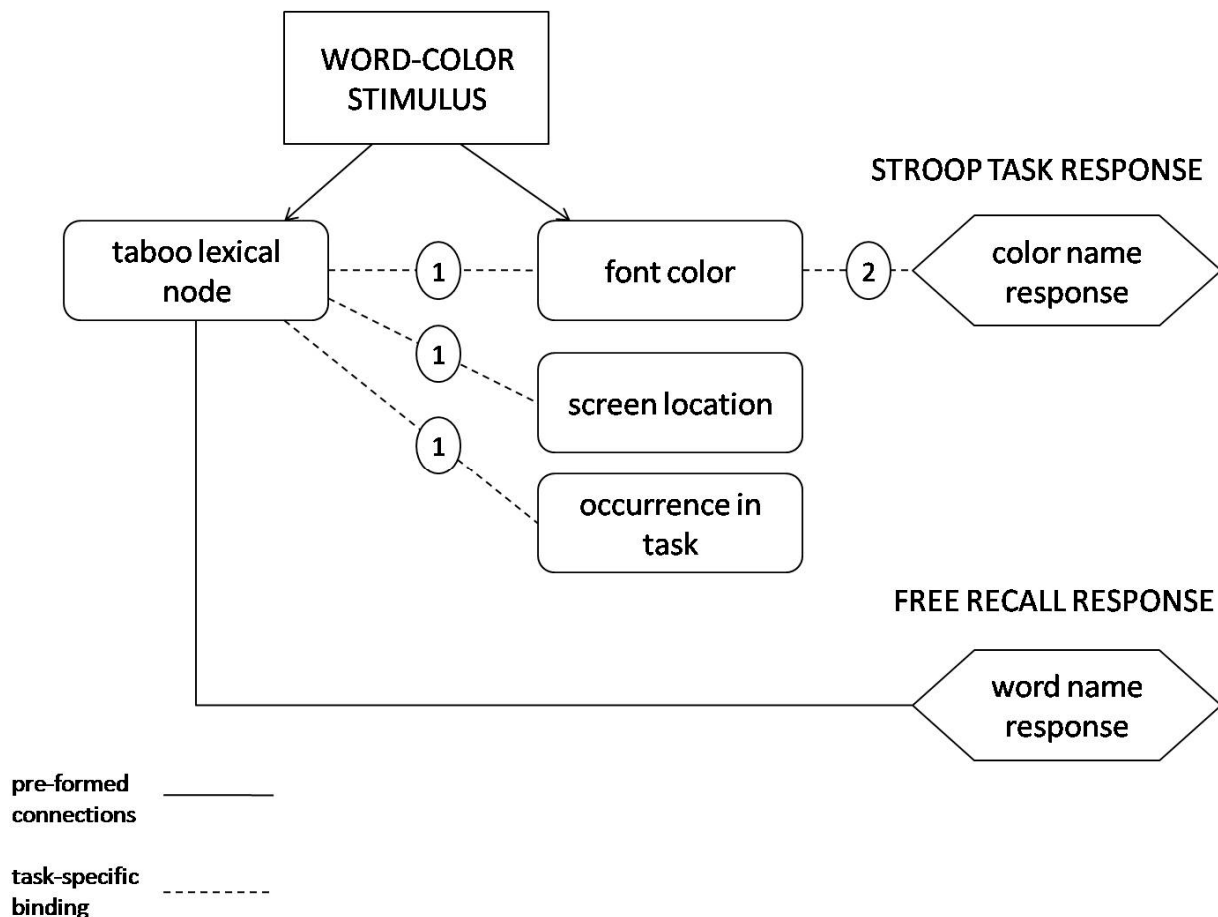 WORD-COLOR
STIMULUS
STROOP TASK RESPONSE
taboo lexical
node
1
font color
2
color name
response
1
screen location
1
occurrence in
task
FREE RECALL RESPONSE
word name
response
pre-formed
connections
task-specific
binding